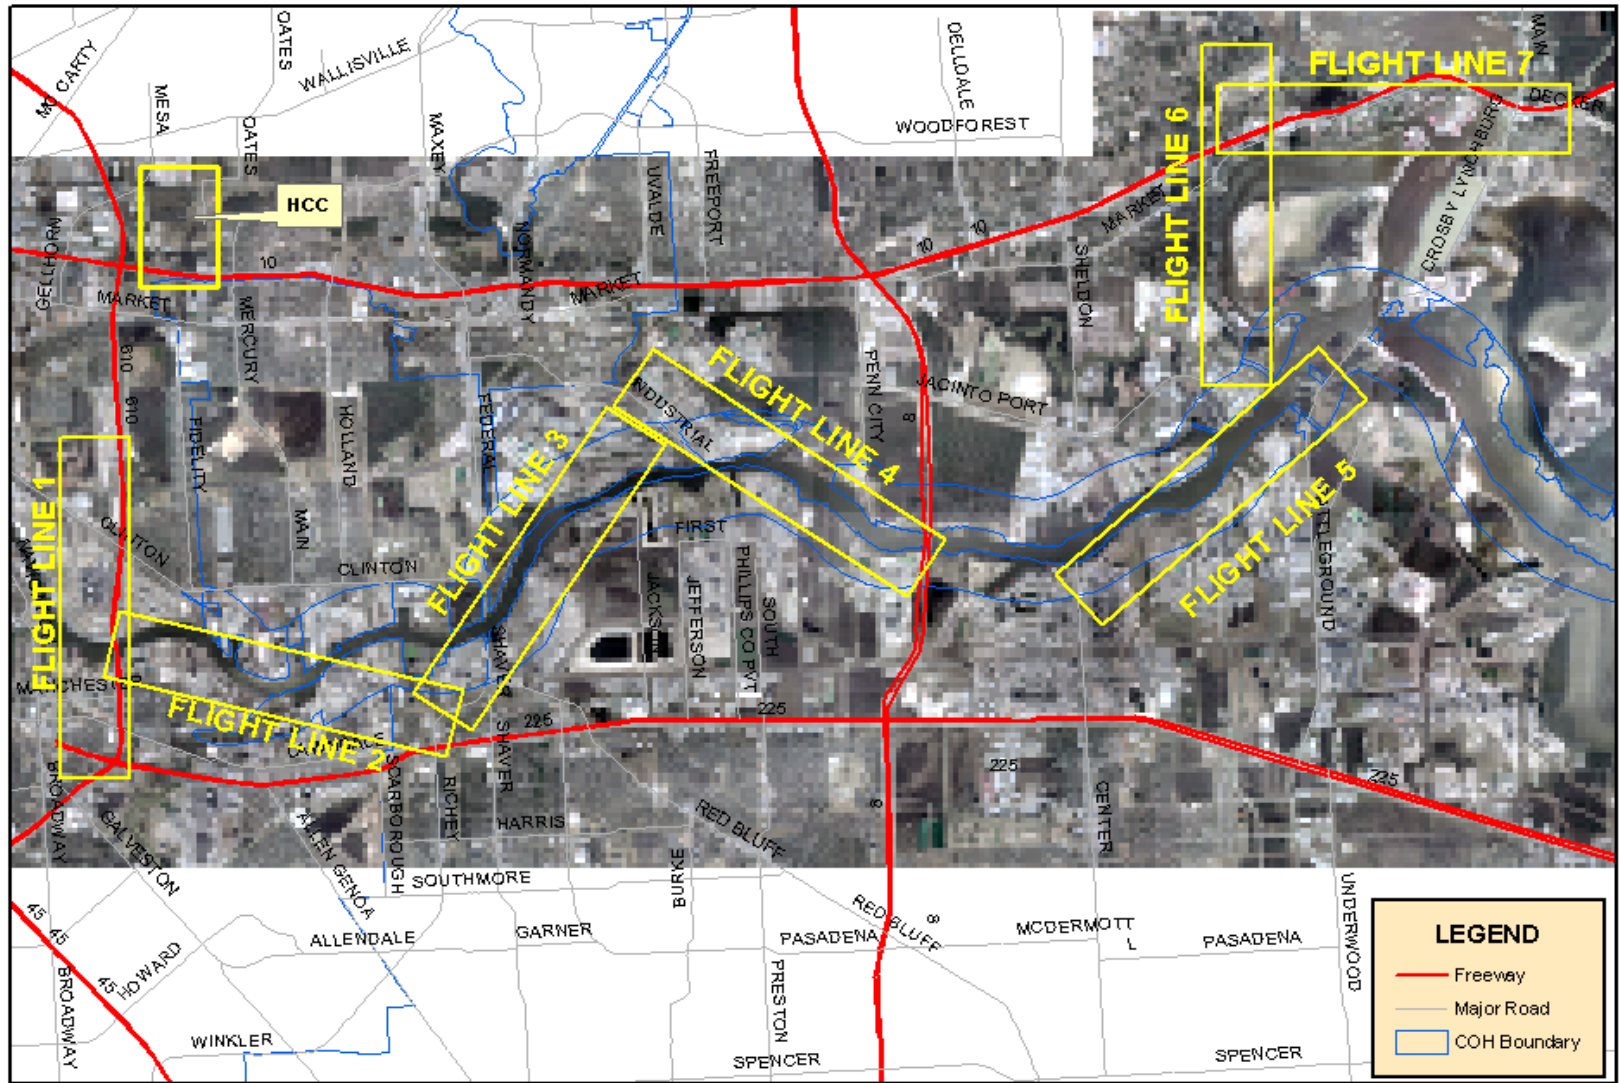 MC CARTY
OATES
WALLISVILLE
MESA
OATES
MAXEY
UVALDE
FREEPORT
DELLDALE
WOODFOREST
MAIN
FLIGHT LINE 7
DECKER
FLIGHT LINE 6
CROSBY LYNCHBURG
HCC
GELLHORN
10
MARKET
NORMANDY
MARKET
10
10
MARKET
SHELDON
MERCURY
610
610
FIDELITY
HOLLAND
FEDERAL
INDUSTRIAL
FLIGHT LINE 4
PENN CITY
8
JACINTO PORT
FLIGHT LINE 3
FLIGHT LINE 1
CLINTON
MAIN
CLINTON
FIRST
JACKSON
JEFFERSON
PHILLIPS CO PVT
SOUTH
FLIGHT LINE 5
MANCHESTER
FLIGHT LINE 2
SHAVER
SHAVER
225
225
225
225
BROADWAY
GALVESTON
ALLEN GENOA
SCARBOROUGH
RICHEY
HARRIS
RED BLUFF
8
CENTER
SOUTHMORE
BURKE
RED BLUFF
8
UNDERWOOD
45
45
45
HOWARD
BROADWAY
ALLENDALE
GARNER
PASADENA
PRESTON
MCDERMOTT
L
PASADENA
WINKLER
SPENCER
SPENCER
LEGEND
Freeway
Major Road
COH Boundary